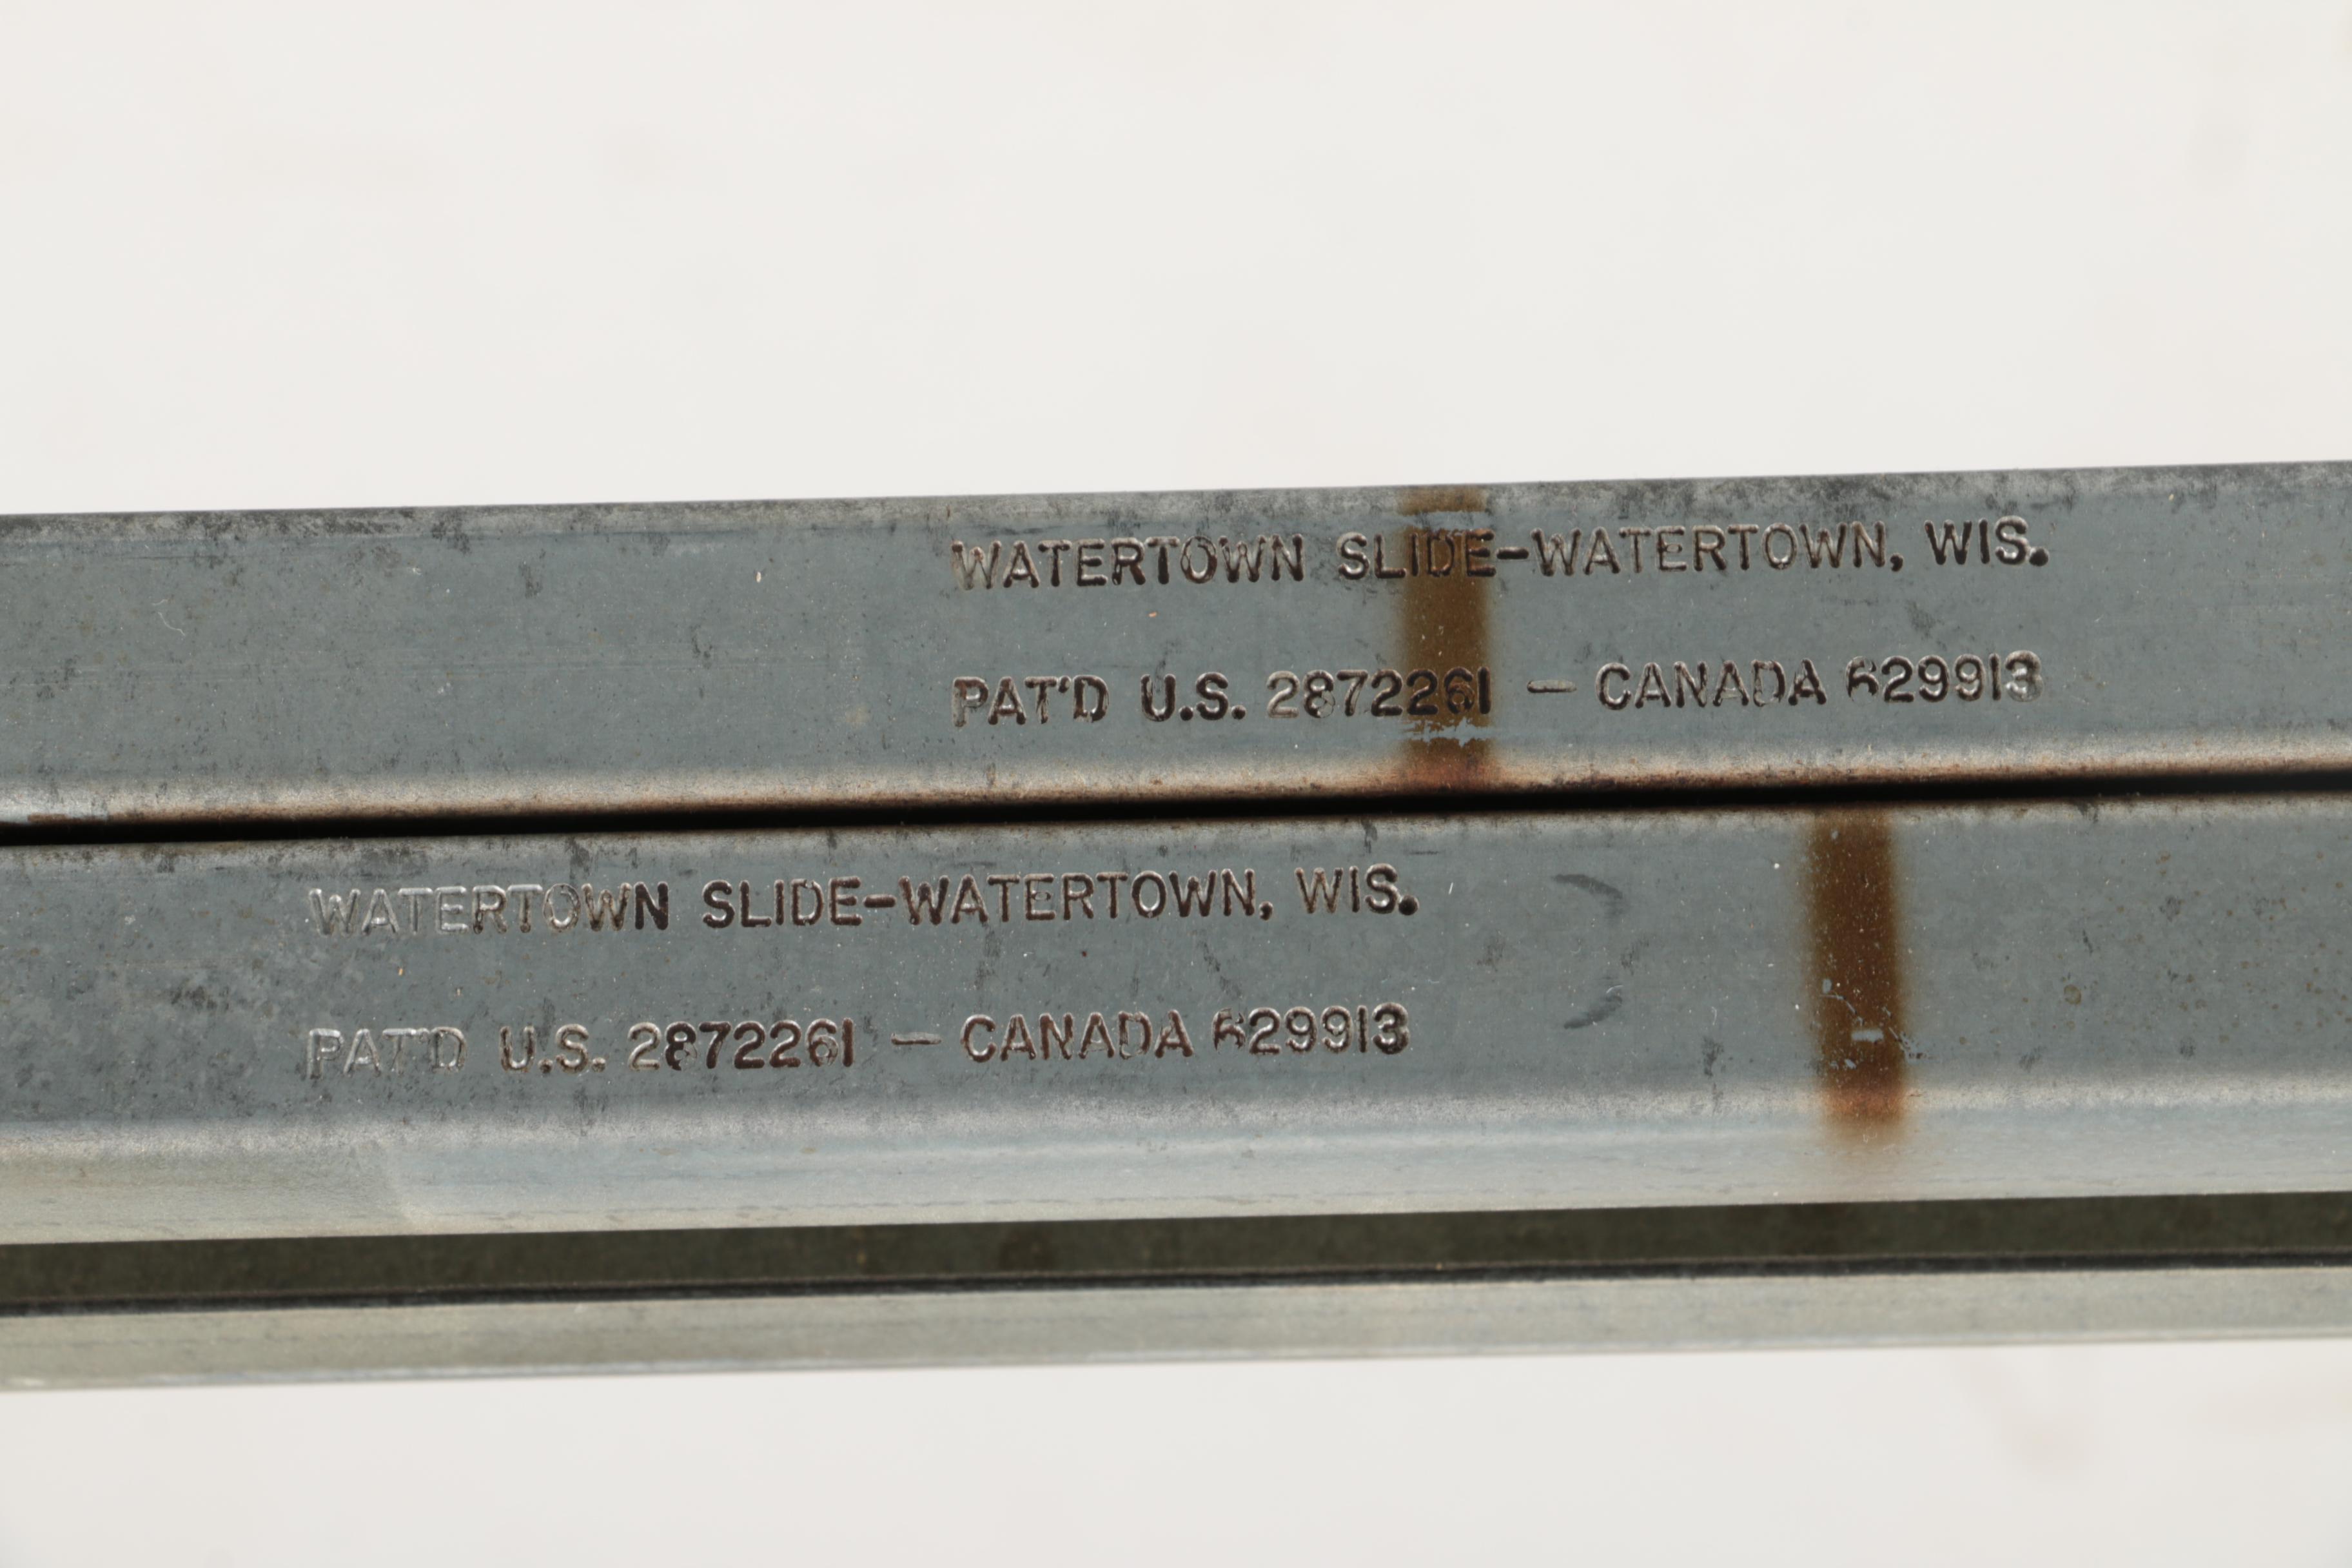 WATERTOWN SLIDE-WATERTOWN, WIS.
PAT'D U.S. 2872261 — CANADA 629913
WATERTOWN SLIDE-WATERTOWN, WIS.
PAT'D U.S. 2872261 — CANADA 629913